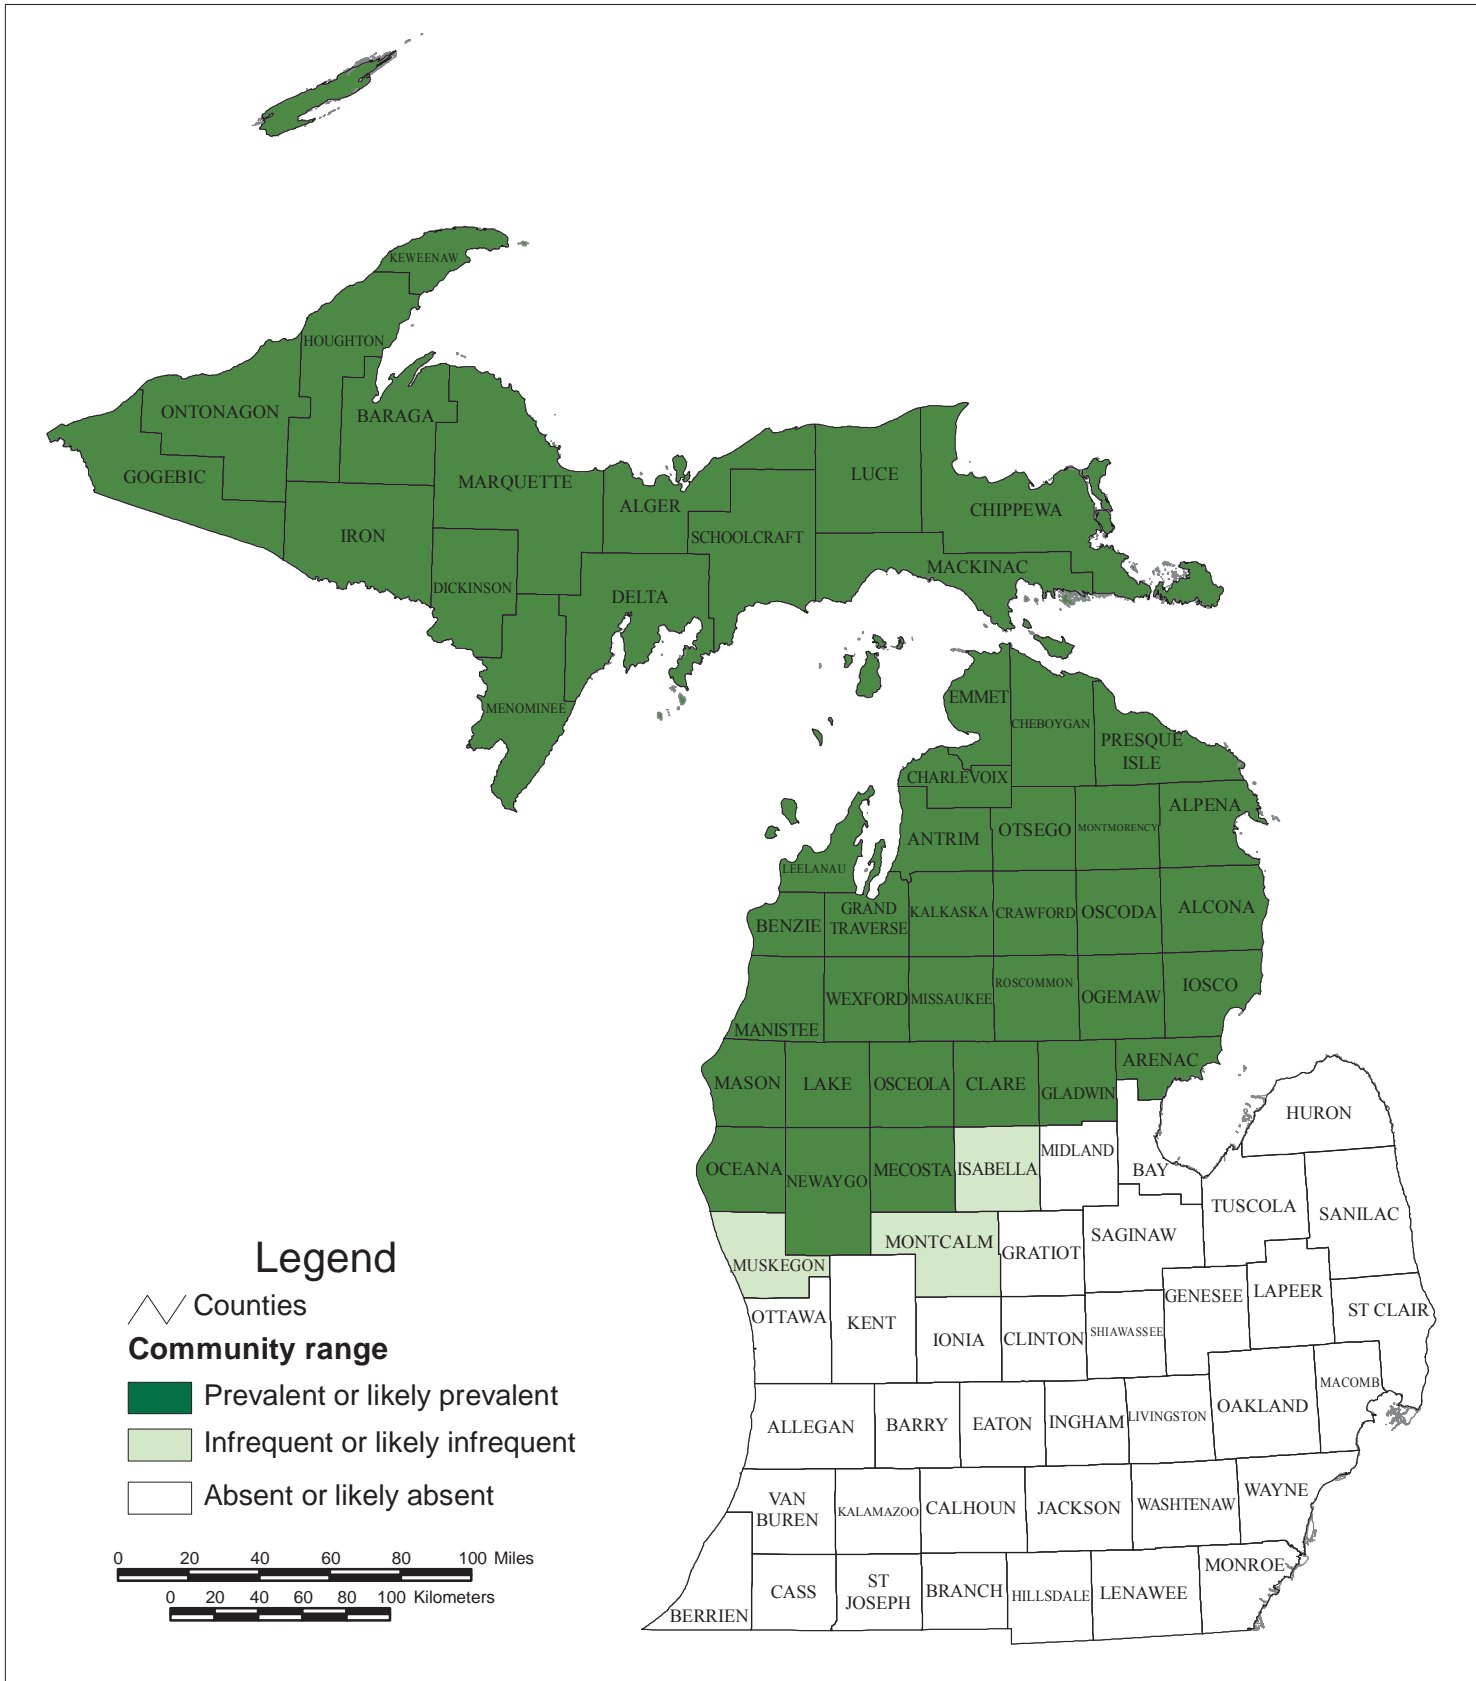 KEWEENAW
HOUGHTON
ONTONAGON
BARAGA
GOGEBIC
MARQUETTE
LUCE
ALGER
CHIPPEWA
IRON
SCHOOLCRAFT
MACKINAC
DICKINSON
DELTA
MENOMINEE
EMMET
CHEBOYGAN
PRESQUE
ISLE
CHARLEVOIX
ALPENA
ANTRIM
OTSEGO
MONTMORENCY
LEELANAU
BENZIE
GRAND
TRAVERSE
KALKASKA
CRAWFORD
OSCODA
ALCONA
MANISTEE
WEXFORD
MISSAUKEE
ROSCOMMON
OGEMAW
IOSCO
MASON
LAKE
OSCEOLA
CLARE
GLADWIN
ARENAC
HURON
OCEANA
NEWAYGO
MECOSTA
ISABELLA
MIDLAND
BAY
TUSCOLA
SANILAC
MUSKEGON
MONTCALM
GRATIOT
SAGINAW
GENESEE
LAPEER
ST CLAIR
OTTAWA
KENT
IONIA
CLINTON
SHIAWASSEE
OAKLAND
MACOMB
ALLEGAN
BARRY
EATON
INGHAM
LIVINGSTON
VAN
BUREN
KALAMAZOO
CALHOUN
JACKSON
WASHTENAW
WAYNE
BERRIEN
CASS
ST
JOSEPH
BRANCH
HILLSDALE
LENAWEE
MONROE
Legend
Counties
Community range
Prevalent or likely prevalent
Infrequent or likely infrequent
Absent or likely absent
0 20 40 60 80 100 Miles
0 20 40 60 80 100 Kilometers